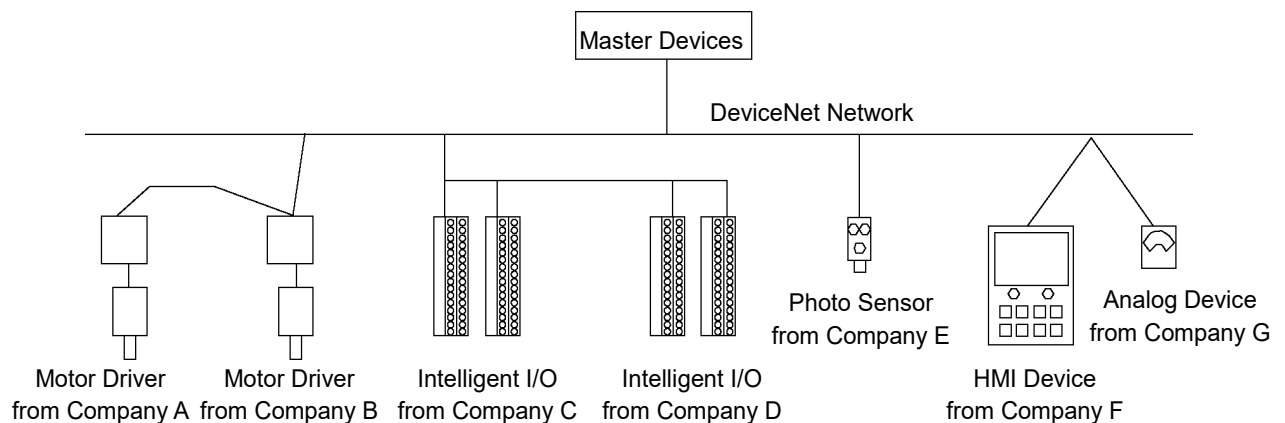 Master Devices
DeviceNet Network
Motor Driver
from Company A
Motor Driver
from Company B
Intelligent I/O
from Company C
Intelligent I/O
from Company D
Photo Sensor
from Company E
HMI Device
from Company F
Analog Device
from Company G